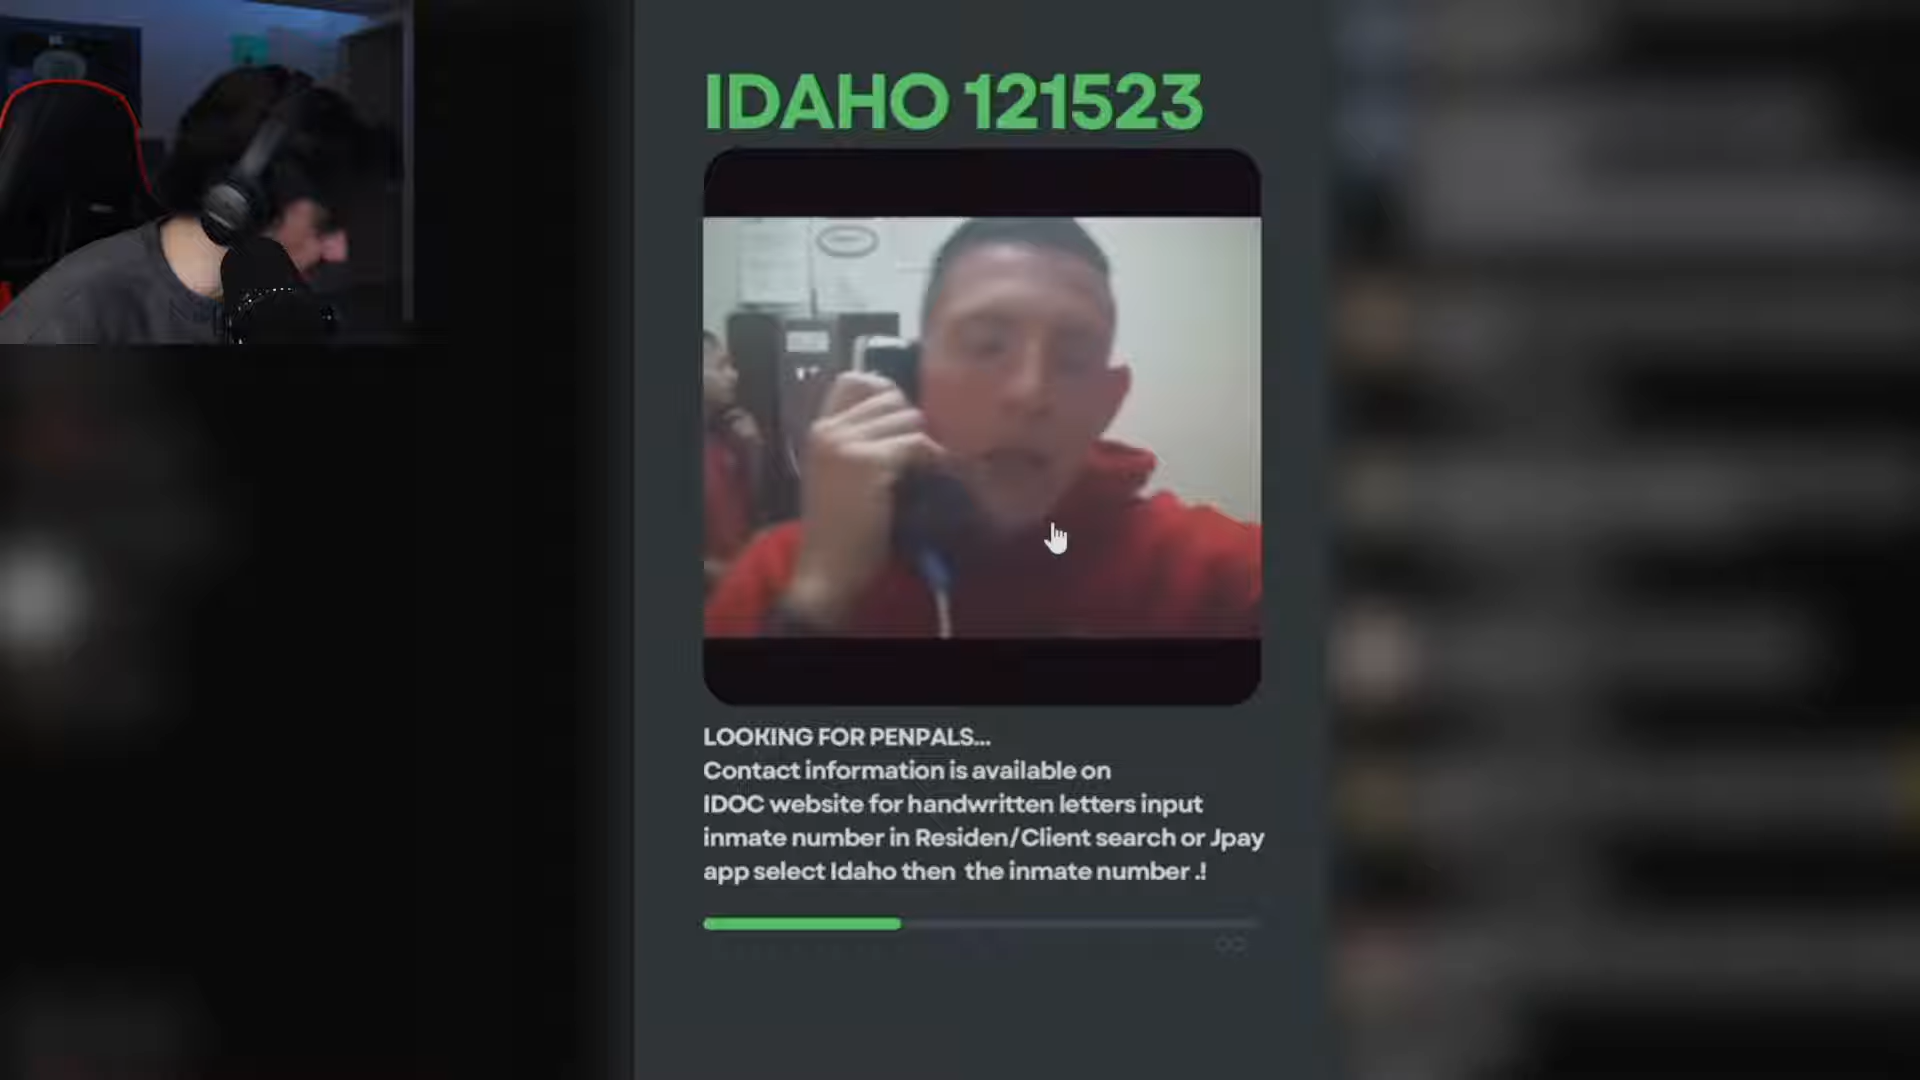 IDAHO 121523
LOOKING FOR PENPALS...
Contact information is available on
IDOC website for handwritten letters input
inmate number in Residen/Client search or Jpay
app select Idaho then the inmate number .!